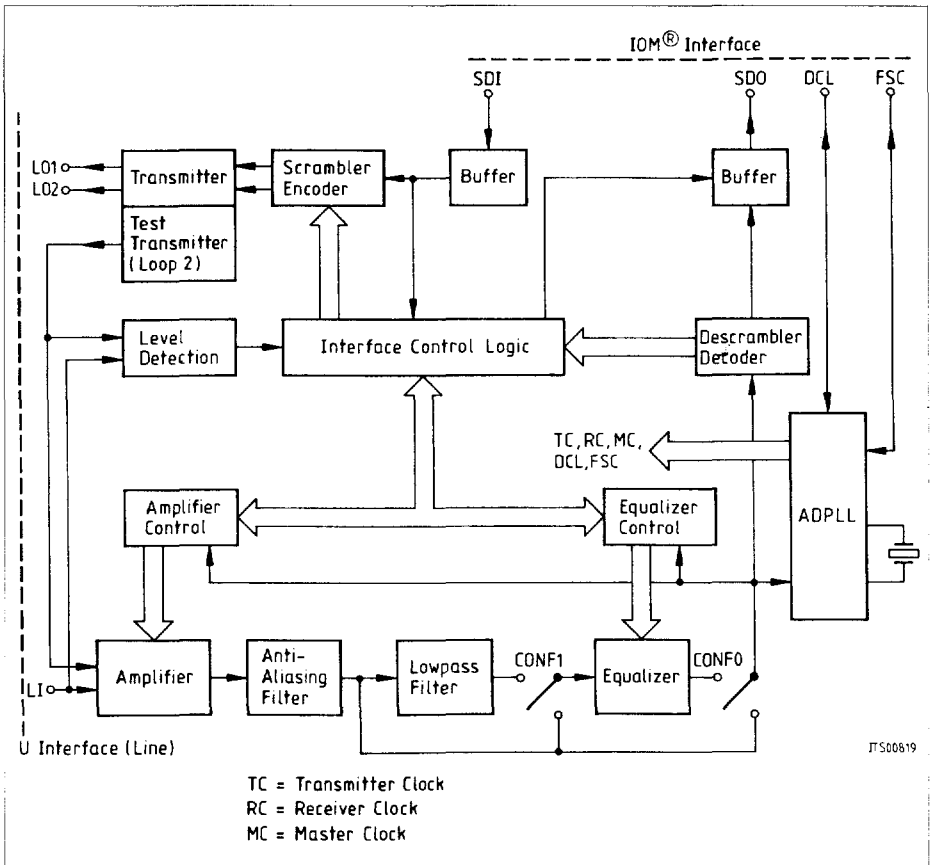 IOM® Interface
SDI
SDO
DCL
FSC
LO1
LO2
Transmitter
Scrambler
Encoder
Buffer
Buffer
Test
Transmitter
(Loop 2)
Level
Detection
Interface Control Logic
Descrambler
Decoder
TC, RC, MC,
DCL, FSC
ADPLL
Amplifier
Control
Equalizer
Control
LI
Amplifier
Anti-
Aliasing
Filter
Lowpass
Filter
CONF1
Equalizer
CONF0
U Interface (Line)
JTS00819
TC = Transmitter Clock
RC = Receiver Clock
MC = Master Clock